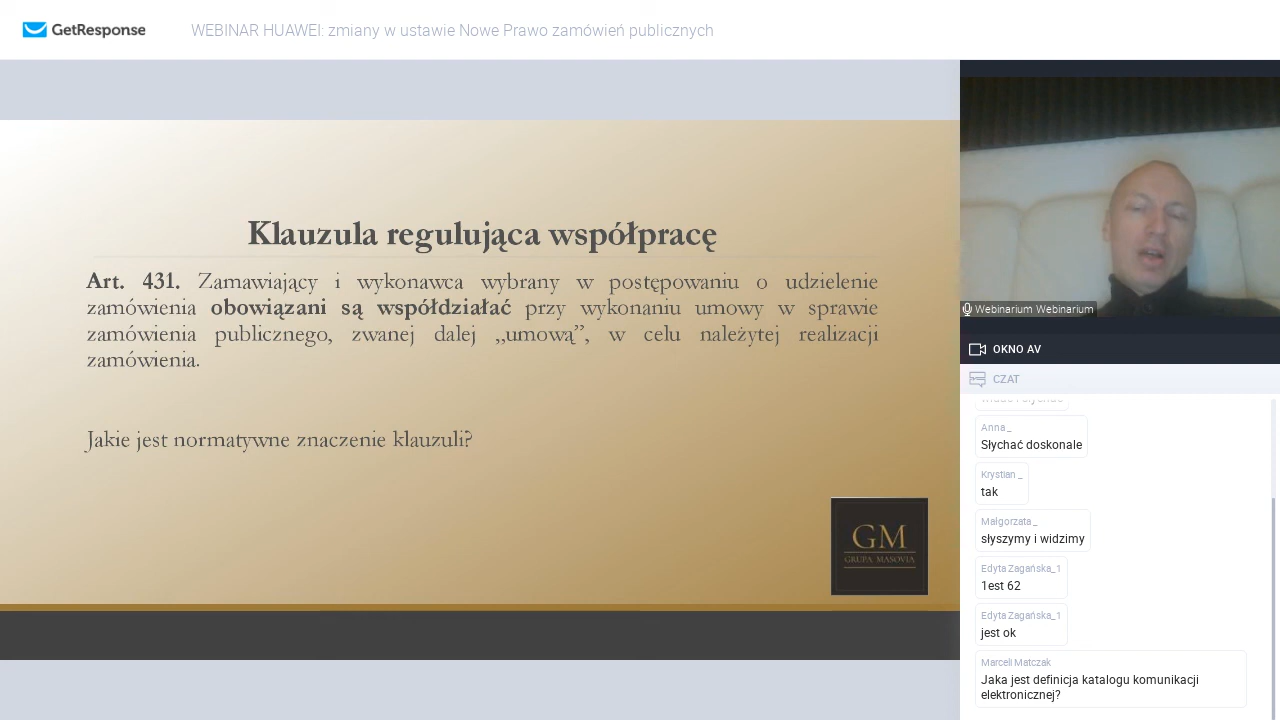 GetResponse
WEBINAR HUAWEI: zmiany w ustawie Nowe Prawo zamówień publicznych
Klauzula regulująca współpracę
Art. 431. Zamawiający i wykonawca wybrany w postępowaniu o udzielenie
zamówienia obowiązani są współdziałać przy wykonaniu umowy w sprawie
zamówienia publicznego, zwanej dalej „umową”, w celu należytej realizacji
zamówienia.
Jakie jest normatywne znaczenie klauzuli?
GM
GRUPA MASOVIA
Webinarium Webinarium
OKNO AV
CZAT
Anna _
Słychać doskonale
Krystian _
tak
Małgorzata _
słyszymy i widzimy
Edyta Zagańska_1
1est 62
Edyta Zagańska_1
jest ok
Marceli Matczak
Jaka jest definicja katalogu komunikacji
elektronicznej?